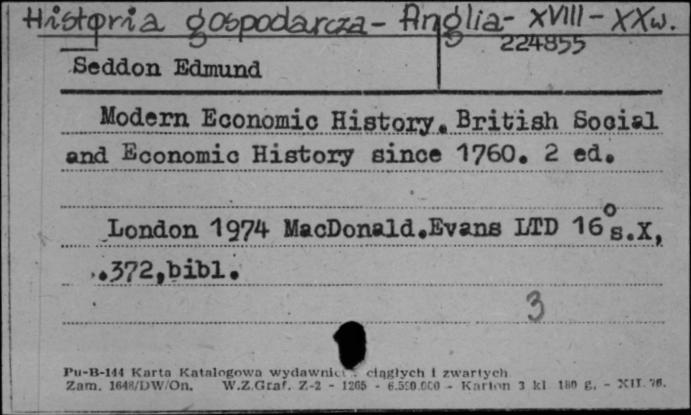 Historia gospodarcza - Anglia - XVIII - XXw.
224855
Seddon Edmund
Modern Economic History. British Social
and Economic History since 1760. 2 ed.
London 1974 MacDonald.Evans LTD 16° s.X,
.372,bibl.
3
Pu-B-144 Karta Katalogowa wydawnict ciągłych i zwartych
Zam. 1648/DW/On. W.Z.Graf. Z-2 - 1265 - 6.550.000 - Karton 3 kl 180 g. - XII. 76.